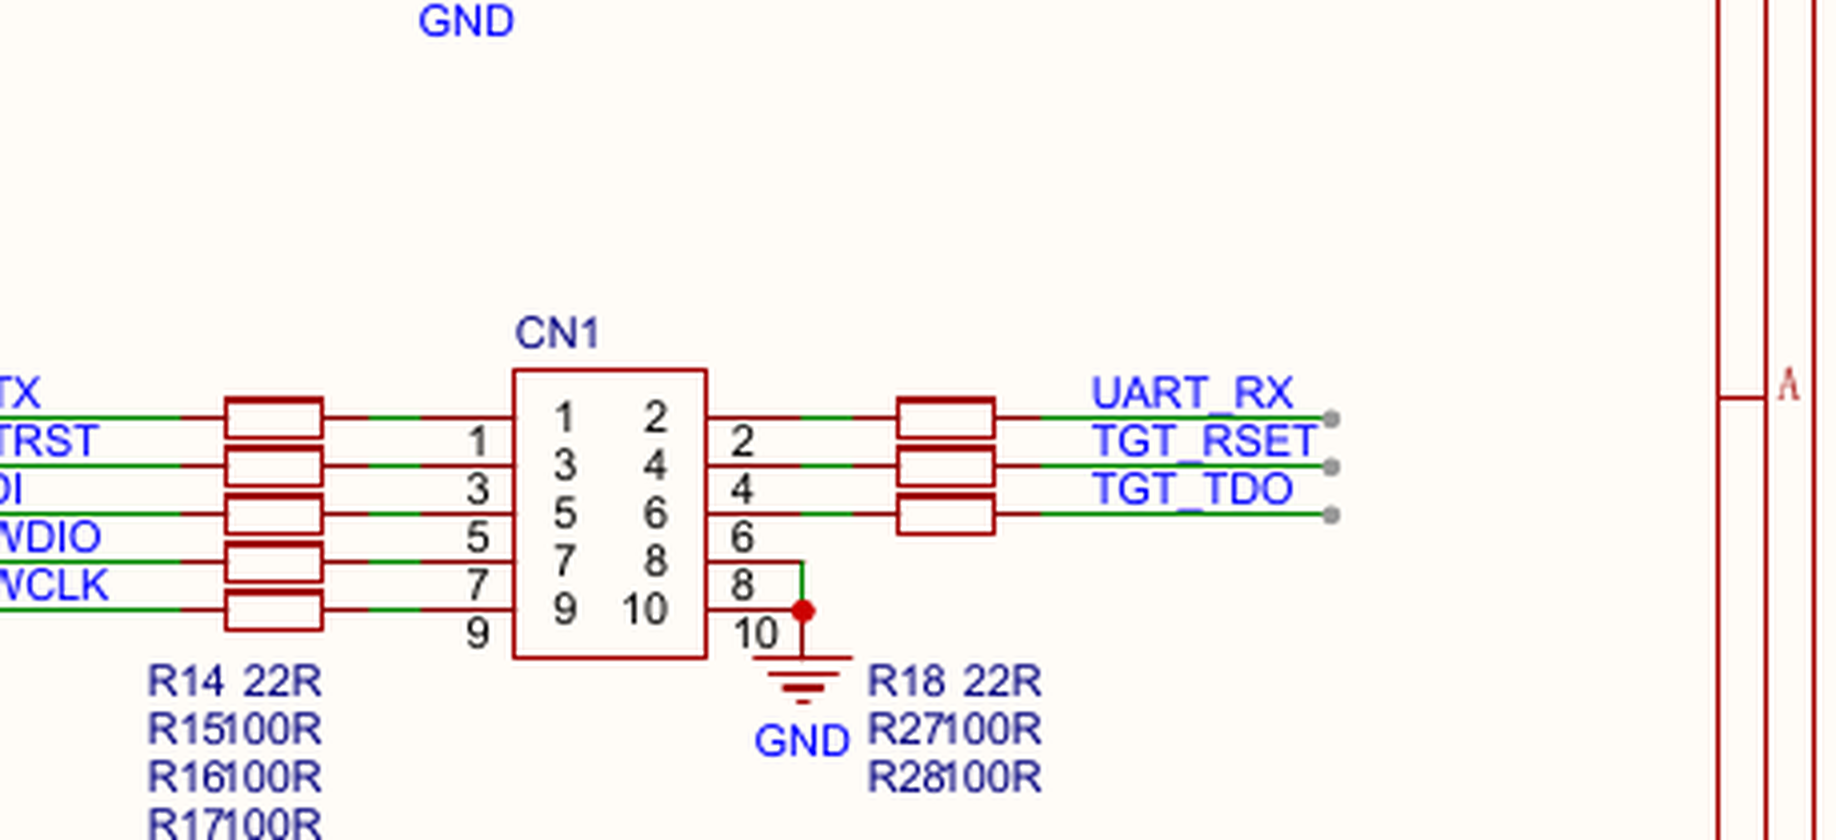 GND
CN1
TX
1 2
UART_RX
1
2
TRST
3 4
TGT_RSET
3
4
DI
5 6
TGT_TDO
5
6
WDIO
7 8
7
8
WCLK
9 10
9
10
A
R14 22R
R15100R
R16100R
R17100R
GND
R18 22R
R27100R
R28100R